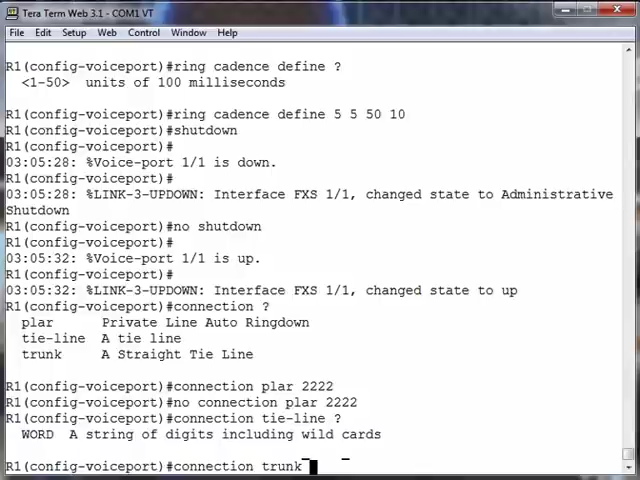 Tera Term Web 3.1 - COM1 VT
File Edit Setup Web Control Window Help
R1(config-voiceport)#ring cadence define ?
<1-50> units of 100 milliseconds
R1(config-voiceport)#ring cadence define 5 5 50 10
R1(config-voiceport)#shutdown
R1(config-voiceport)#
03:05:28: %Voice-port 1/1 is down.
R1(config-voiceport)#
03:05:28: %LINK-3-UPDOWN: Interface FXS 1/1, changed state to Administrative
Shutdown
R1(config-voiceport)#no shutdown
R1(config-voiceport)#
03:05:32: %Voice-port 1/1 is up.
R1(config-voiceport)#
03:05:32: %LINK-3-UPDOWN: Interface FXS 1/1, changed state to up
R1(config-voiceport)#connection ?
plar Private Line Auto Ringdown
tie-line A tie line
trunk A Straight Tie Line
R1(config-voiceport)#connection plar 2222
R1(config-voiceport)#no connection plar 2222
R1(config-voiceport)#connection tie-line ?
WORD A string of digits including wild cards
R1(config-voiceport)#connection trunk